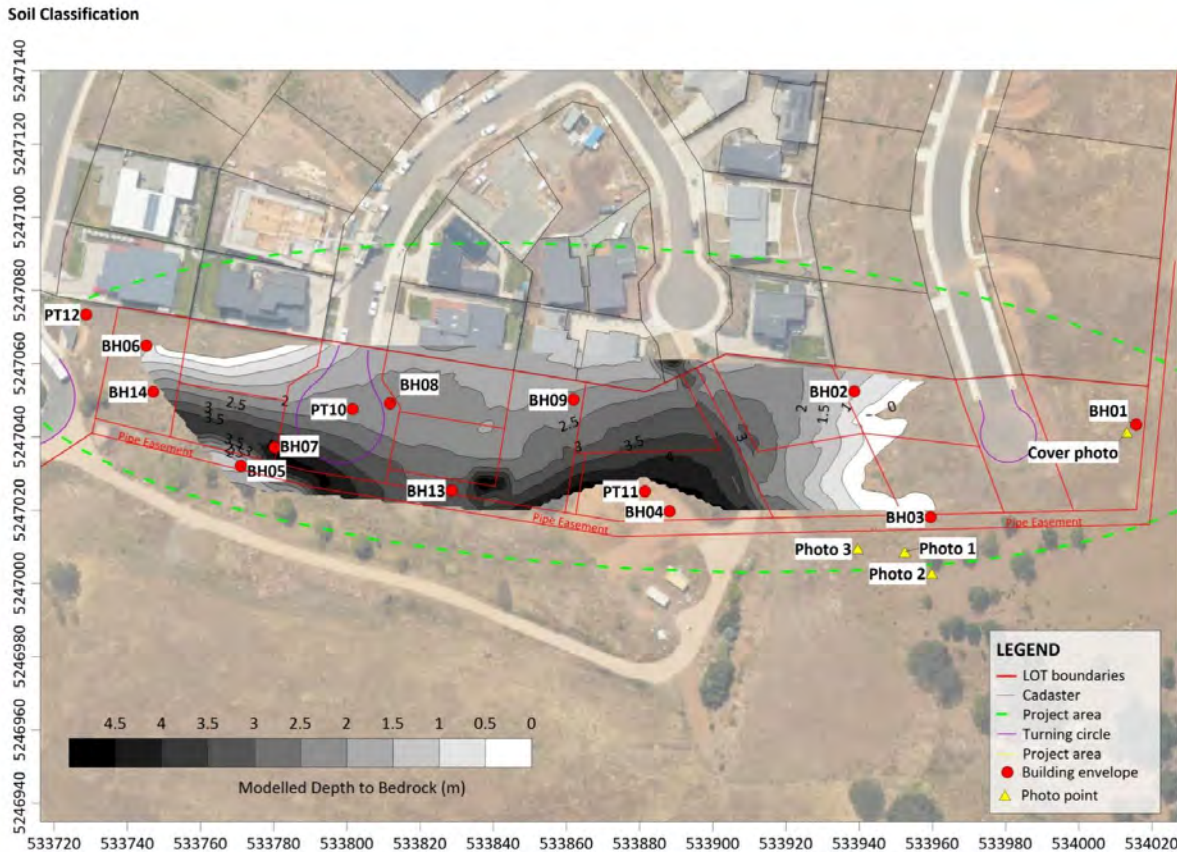 Soil Classification
5247140
5247120
5247100
5247080
5247060
5247040
5247020
5247000
5246980
5246960
5246940
PT12
BH06
BH14
PT10
BH08
BH09
BH02
BH01
Cover photo
BH07
BH05
BH13
PT11
BH04
BH03
Pipe Easement
Pipe Easement
Pipe Easement
Photo 3
Photo 1
Photo 2
3
2.5
2
3.5
3.5
2.5
3
3.5
4
3
2
1.5
1
0
4.5 4 3.5 3 2.5 2 1.5 1 0.5 0
Modelled Depth to Bedrock (m)
LEGEND
LOT boundaries
Cadaster
Project area
Turning circle
Project area
Building envelope
Photo point
533720 533740 533760 533780 533800 533820 533840 533860 533880 533900 533920 533940 533960 533980 534000 534020